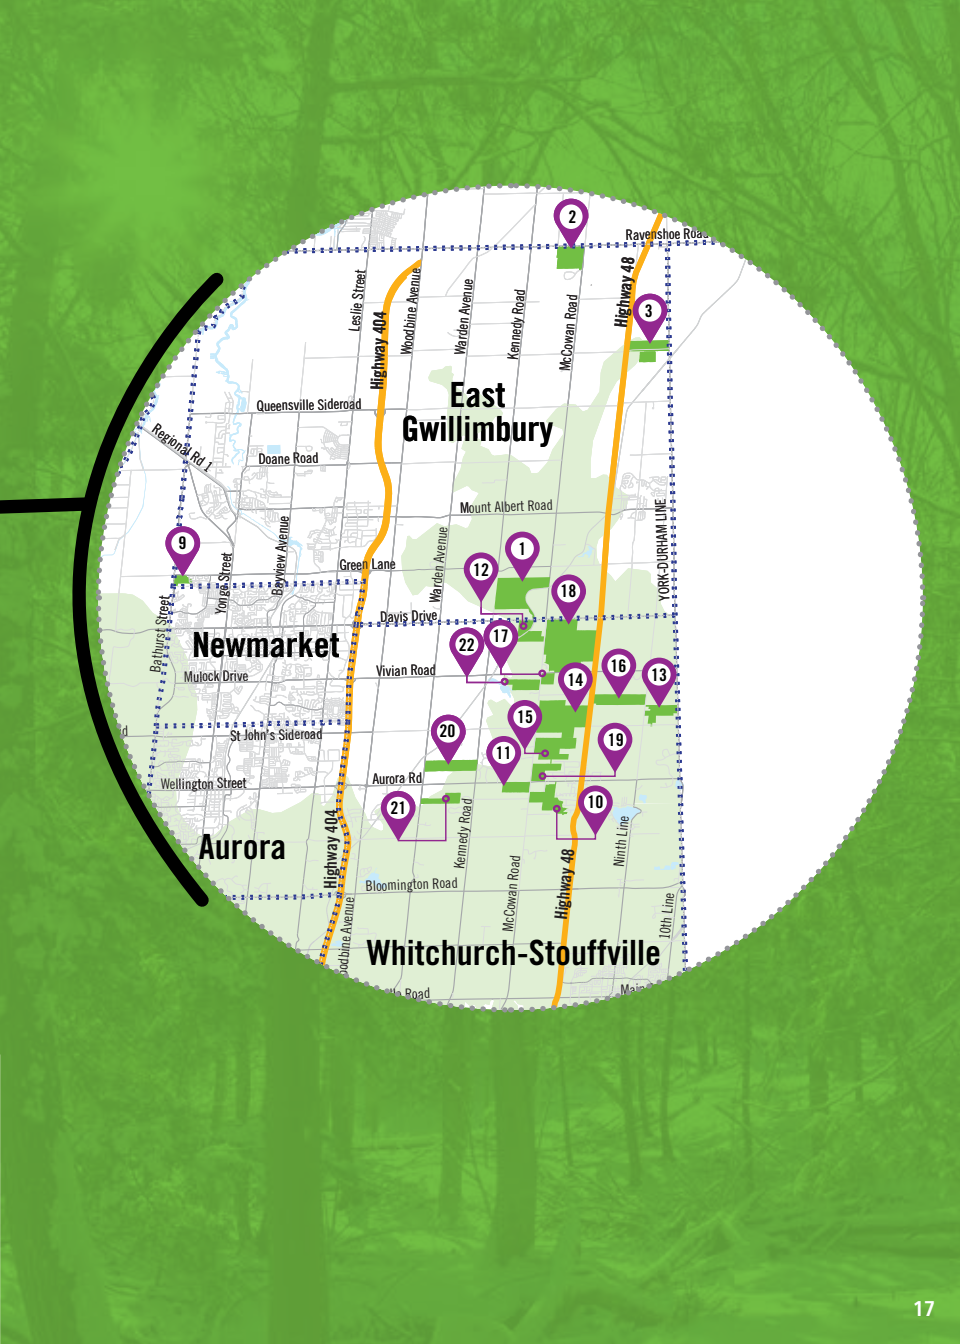 2
Ravenshoe Road
Highway 48
3
Leslie Street
Highway 404
Woodbine Avenue
Warden Avenue
Kennedy Road
McCowan Road
East
Gwillimbury
Queensville Sideroad
Regional Rd 1
Doane Road
Mount Albert Road
YORK-DURHAM LINE
9
Yonge Street
Bayview Avenue
Green Lane
Warden Avenue
12
1
18
Bathurst Street
Davis Drive
Newmarket
22
17
Mulock Drive
Vivian Road
14
16
13
St John's Sideroad
20
15
11
19
Wellington Street
Aurora Rd
21
10
Aurora
Highway 404
Kennedy Road
Ninth Line
Bloomington Road
McCowan Road
Highway 48
10th Line
odbine Avenue
Whitchurch-Stouffville
Road
Main
17